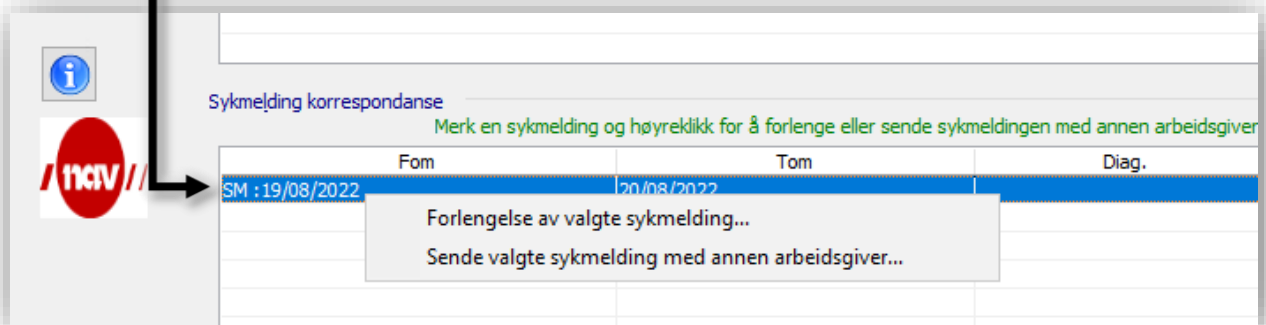 Sykmelding korrespondanse
Merk en sykmelding og høyreklikk for å forlenge eller sende sykmeldingen med annen arbeidsgiver
nav
Fom Tom Diag.
SM :19/08/2022 20/08/2022
Forlengelse av valgte sykmelding...
Sende valgte sykmelding med annen arbeidsgiver...